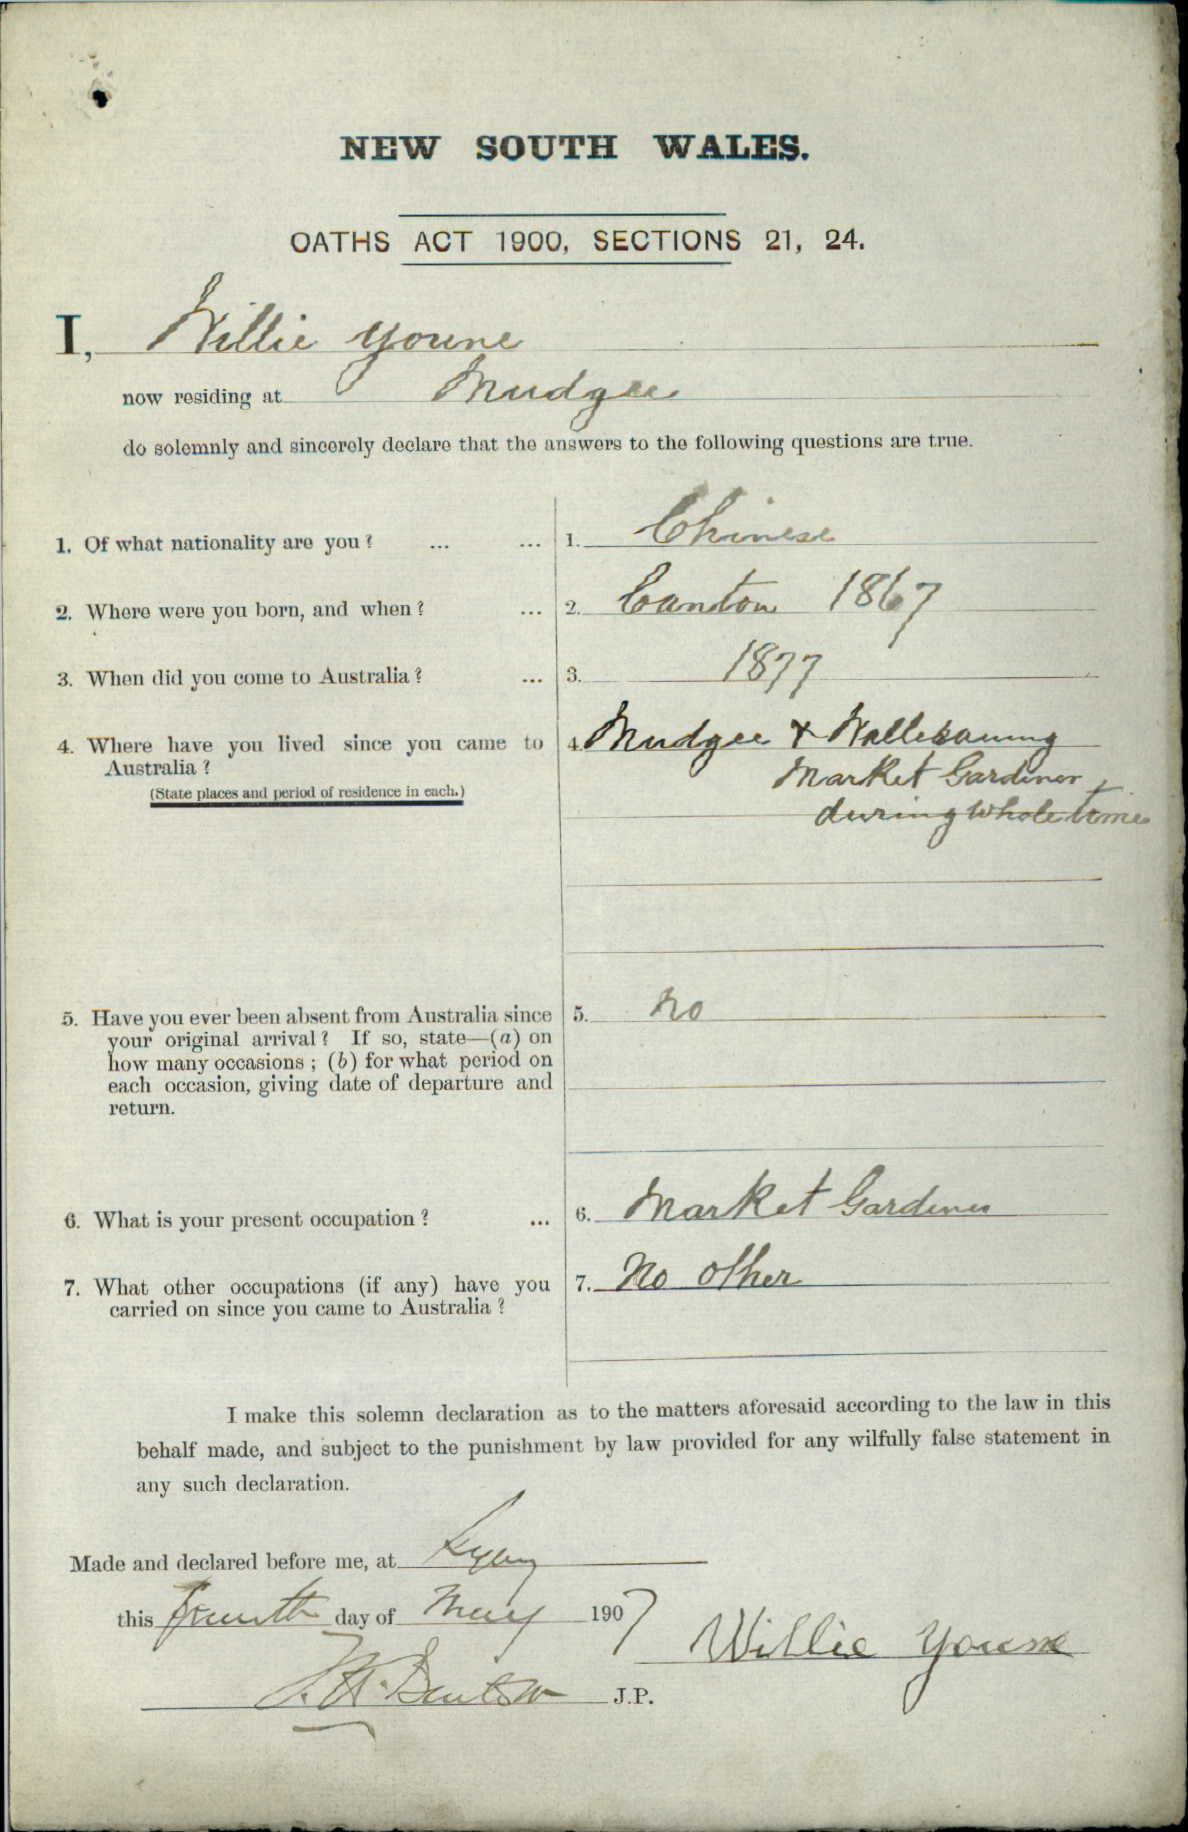 NEW SOUTH WALES.
OATHS ACT 1900, SECTIONS 21, 24.
I, Willie Youne
now residing at Mudgee
do solemnly and sincerely declare that the answers to the following questions are true.
1. Of what nationality are you? ... ... 1. Chinese
2. Where were you born, and when? ... 2. Canton 1867
3. When did you come to Australia? ... 3. 1877
4. Where have you lived since you came to 4. Mudgee &
Australia? Market Gardiner
(State places and period of residence in each.) during whole time
5. Have you ever been absent from Australia since 5. No
your original arrival? If so, state—(a) on
how many occasions; (b) for what period on
each occasion, giving date of departure and
return.
6. What is your present occupation? ... 6. Market Gardener
7. What other occupations (if any) have you 7. No other
carried on since you came to Australia?
I make this solemn declaration as to the matters aforesaid according to the law in this
behalf made, and subject to the punishment by law provided for any wilfully false statement in
any such declaration.
Made and declared before me, at
this fourth day of May 1907
Willie Youne
J.P.